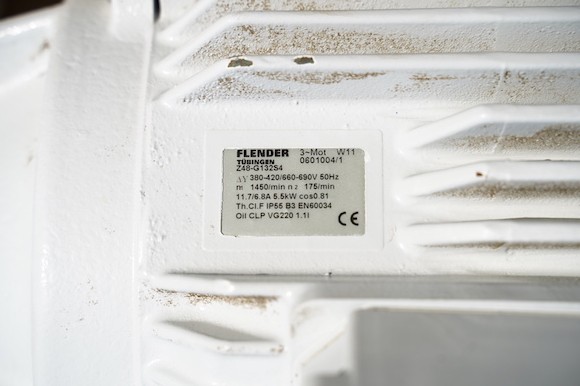 FLENDER 3~Mot W11
TÜBINGEN 0601004/1
Z48-G132S4
ΔY 380-420/660-690V 50Hz
n1 1450/min n2 175/min
11.7/6.8A 5.5kW cos0.81
Th.Cl.F IP55 B3 EN60034
Oil CLP VG220 1.1l
CE